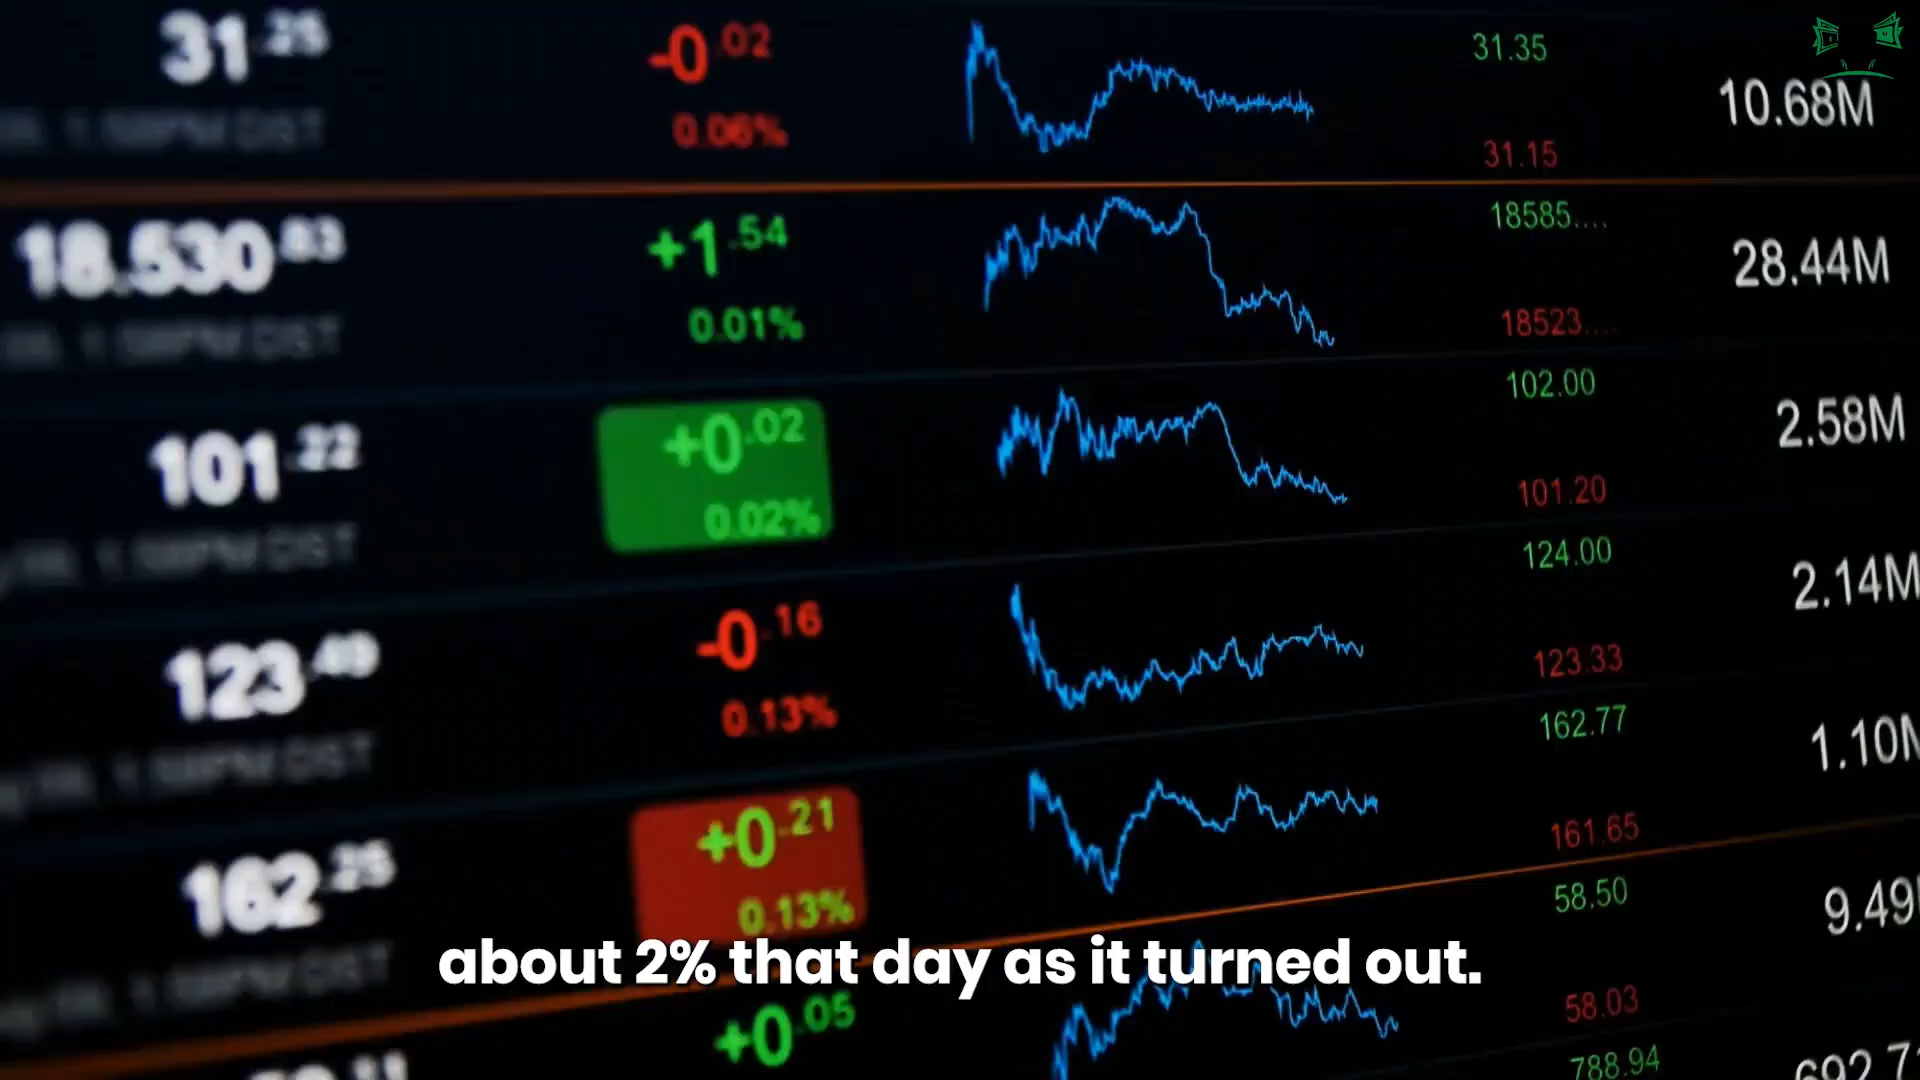 31.25 -0.02 31.35
0.06% 31.15 10.68M
18.530.83 +1.54 18585.... 28.44M
0.01% 18523....
101.22 +0.02 102.00 2.58M
0.02% 101.20
123.49 -0.16 124.00 2.14M
0.13% 123.33
162.25 +0.21 162.77 1.10M
0.13% 161.65
58.50 9.49
about 2% that day as it turned out.
+0.05 58.03
788.94